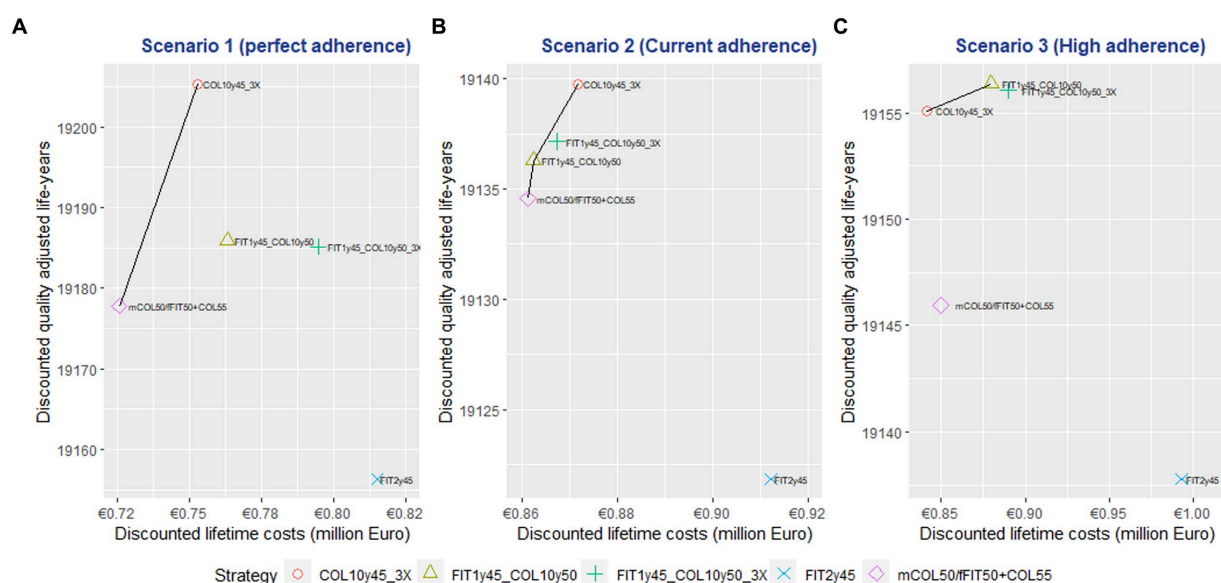 A
Scenario 1 (perfect adherence)
Discounted quality adjusted life-years
19200
19190
19180
19170
19160
COL10y45_3X
FIT1y45_COL10y50
FIT1y45_COL10y50_3X
mCOL50/fFIT50+COL55
FIT2y45
€0.72 €0.75 €0.76 €0.80 €0.82
Discounted lifetime costs (million Euro)
B
Scenario 2 (Current adherence)
Discounted quality adjusted life-years
19140
19135
19130
19125
COL10y45_3X
FIT1y45_COL10y50_3X
FIT1y45_COL10y50
mCOL50/fFIT50+COL55
FIT2y45
€0.86 €0.88 €0.90 €0.92
Discounted lifetime costs (million Euro)
C
Scenario 3 (High adherence)
Discounted quality adjusted life-years
19155
19150
19145
19140
FIT1y45_COL10y50
FIT1y45_COL10y50_3X
COL10y45_3X
mCOL50/fFIT50+COL55
FIT2y45
€0.85 €0.90 €0.95 €1.00
Discounted lifetime costs (million Euro)
Strategy COL10y45_3X FIT1y45_COL10y50 FIT1y45_COL10y50_3X FIT2y45 mCOL50/fFIT50+COL55